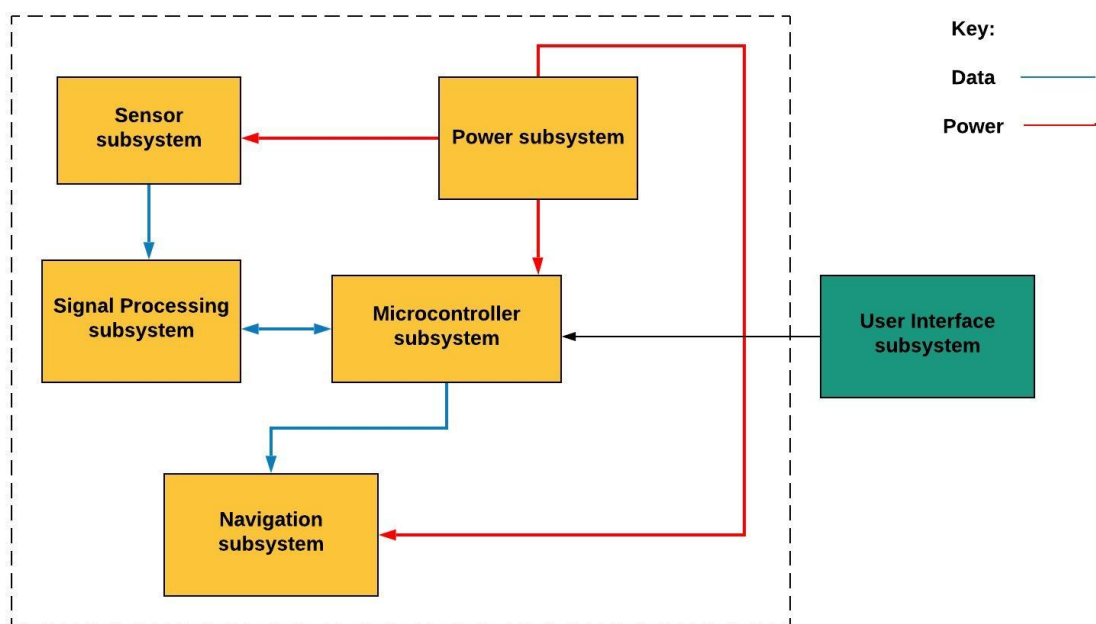 Key:
Data
Power
Sensor
subsystem
Power subsystem
Signal Processing
subsystem
Microcontroller
subsystem
User Interface
subsystem
Navigation
subsystem